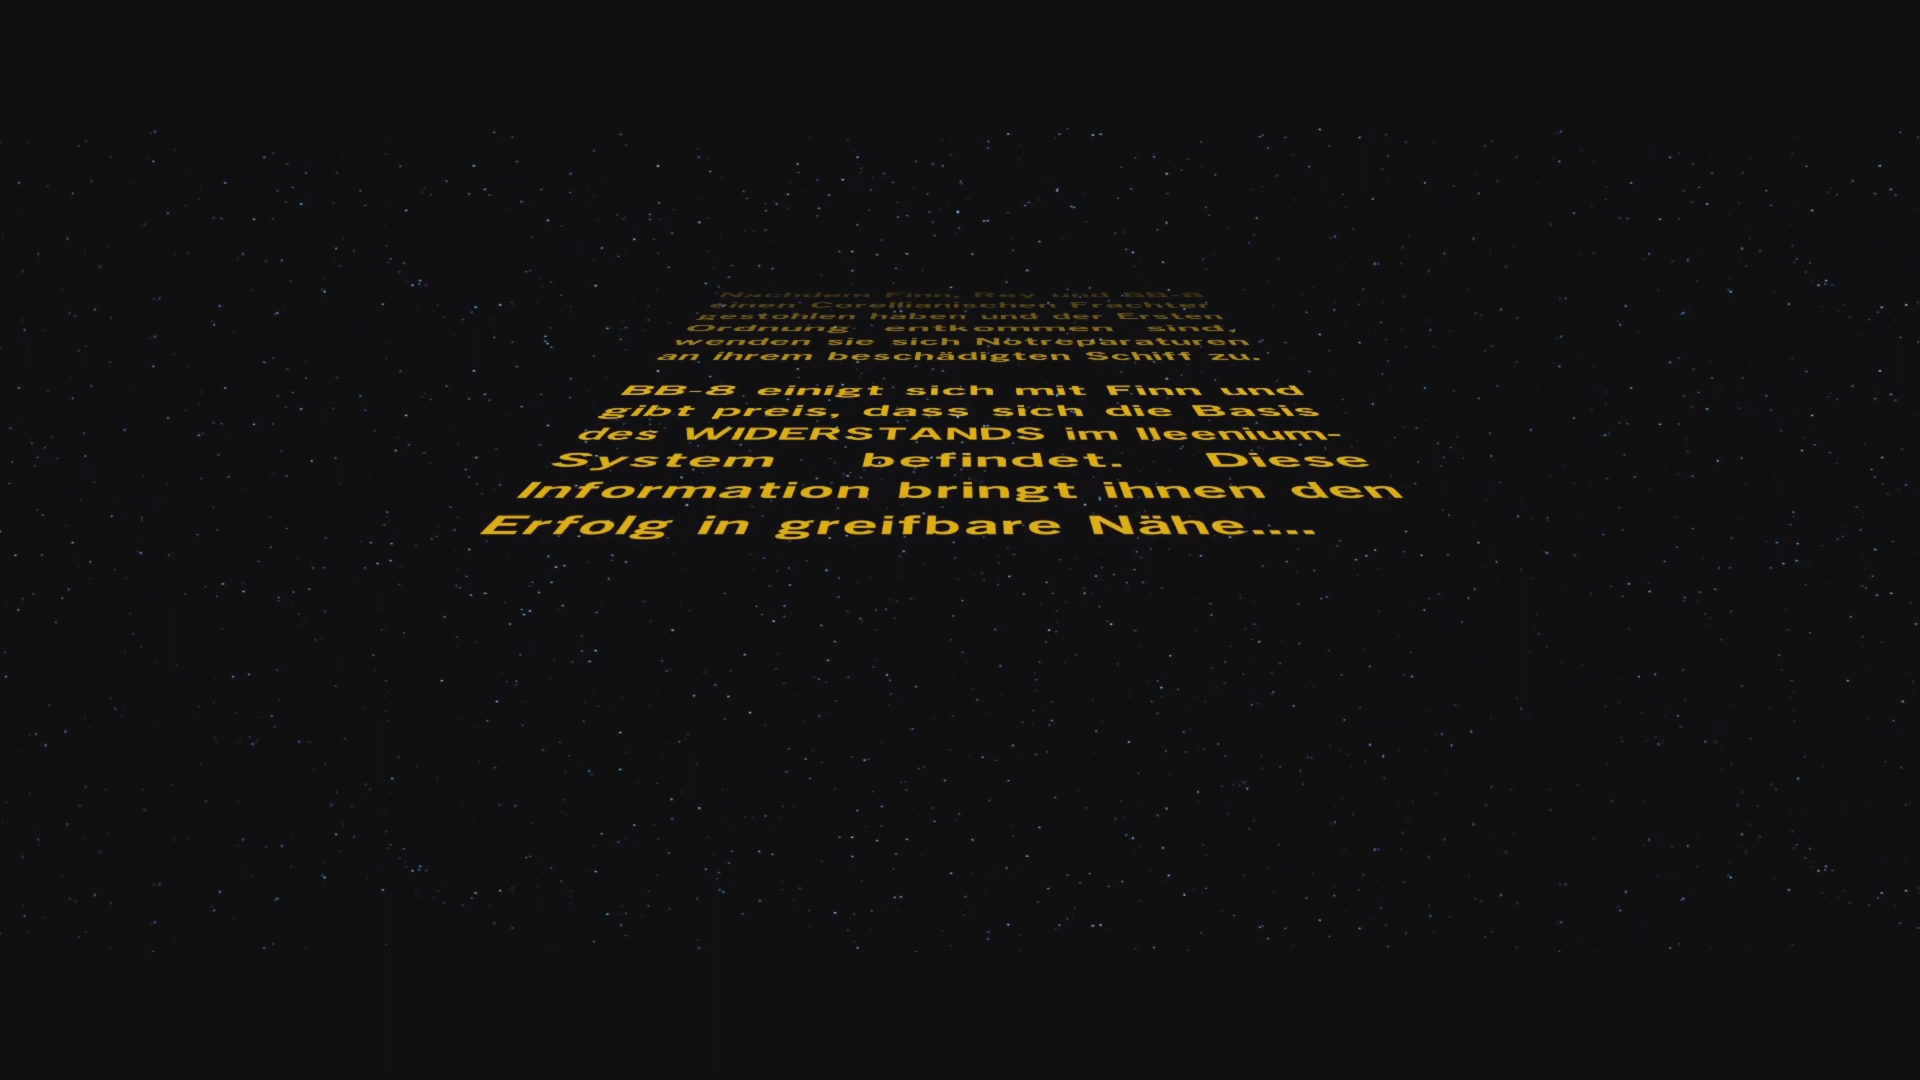 Nachdem Finn, Rey und BB-8
einen Corellianischen Frachter
gestohlen haben und der Ersten
Ordnung entkommen sind,
wenden sie sich Notreparaturen
an ihrem beschädigten Schiff zu.
BB-8 einigt sich mit Finn und
gibt preis, dass sich die Basis
des WIDERSTANDS im Ileenium-
System befindet. Diese
Information bringt ihnen den
Erfolg in greifbare Nähe....